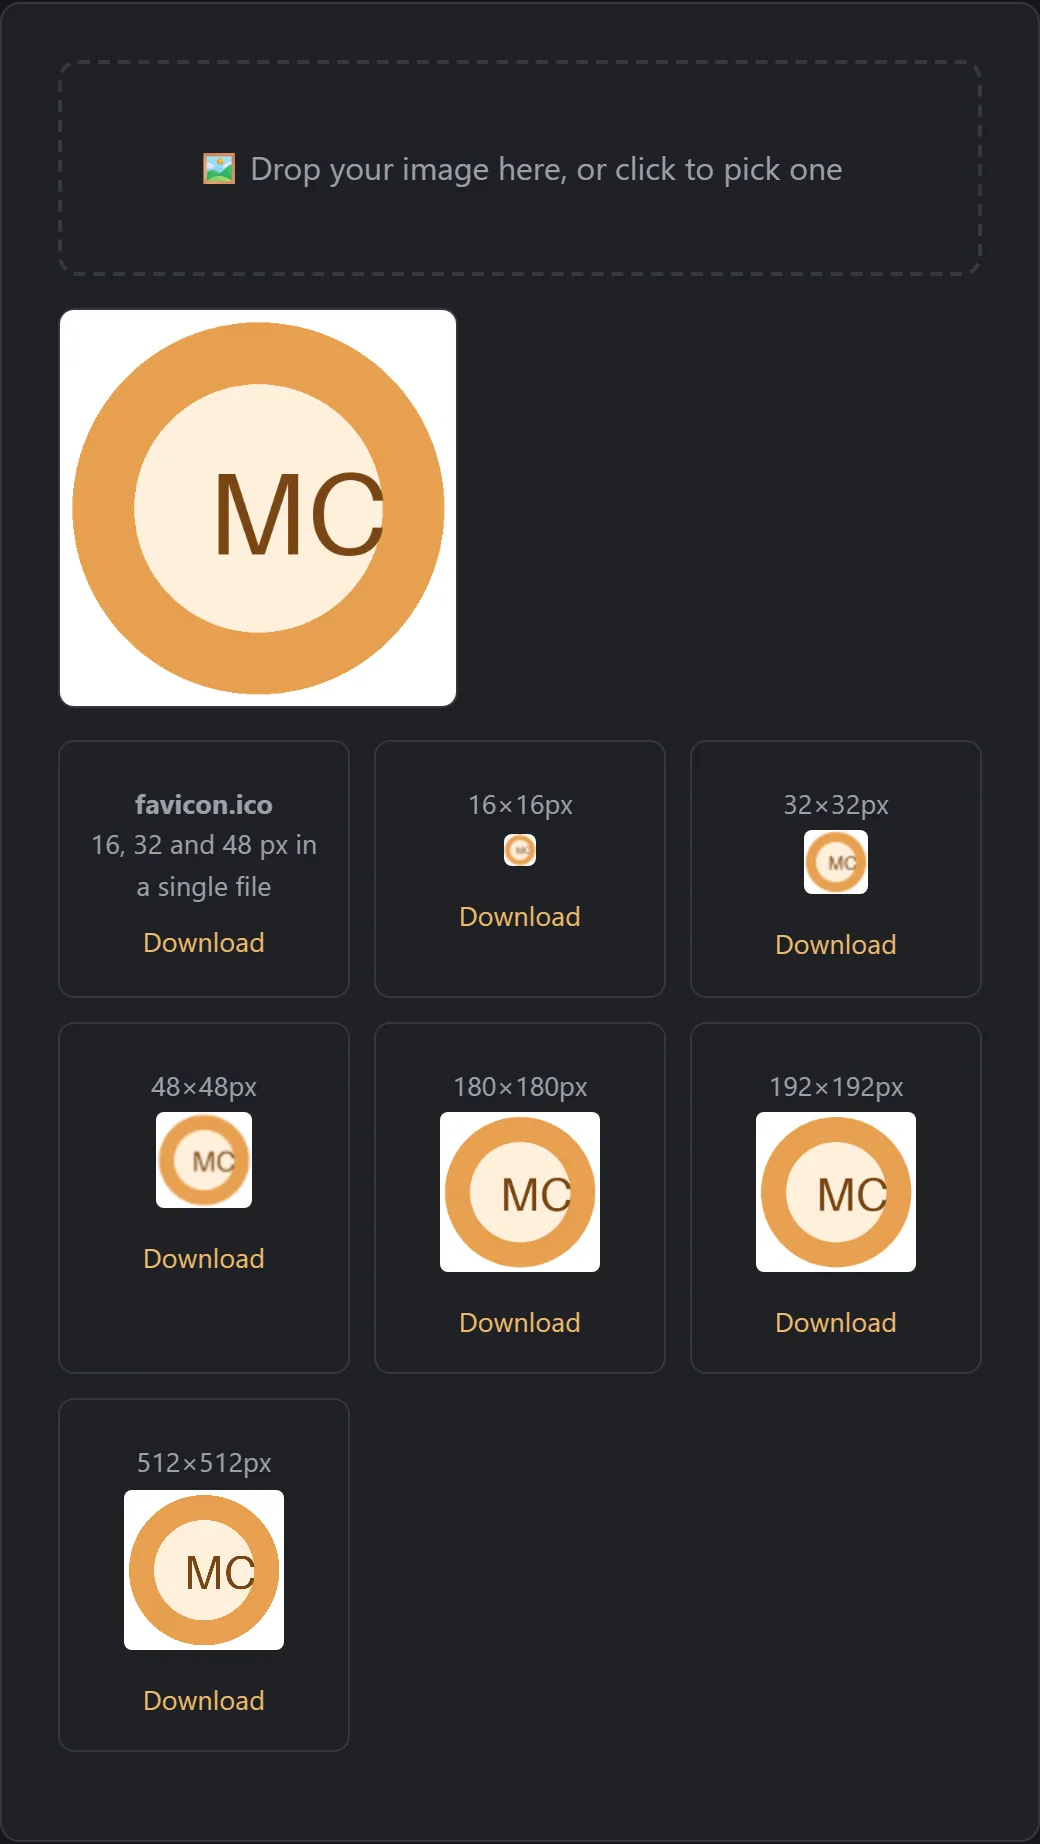 Drop your image here, or click to pick one
MC
favicon.ico
16, 32 and 48 px in
a single file
Download
16×16px
MC
Download
32×32px
MC
Download
48×48px
MC
Download
180×180px
MC
Download
192×192px
MC
Download
512×512px
MC
Download